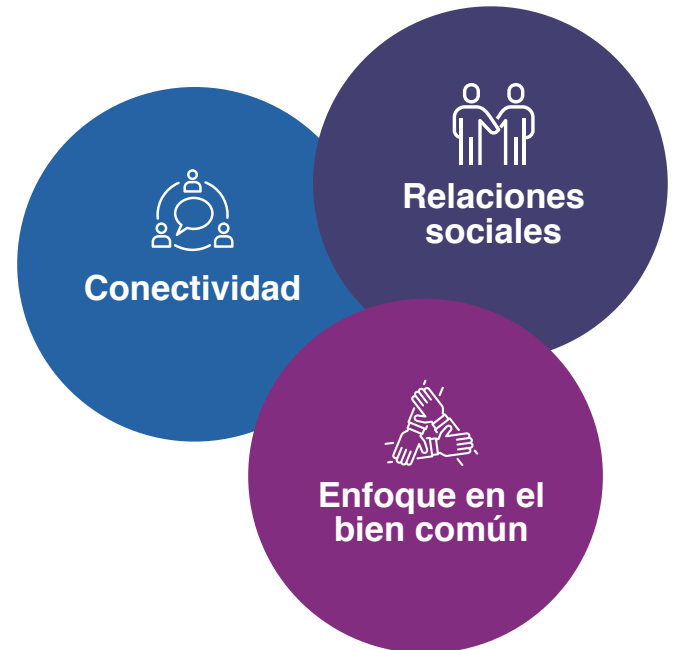 Relaciones
sociales
Conectividad
Enfoque en el
bien común